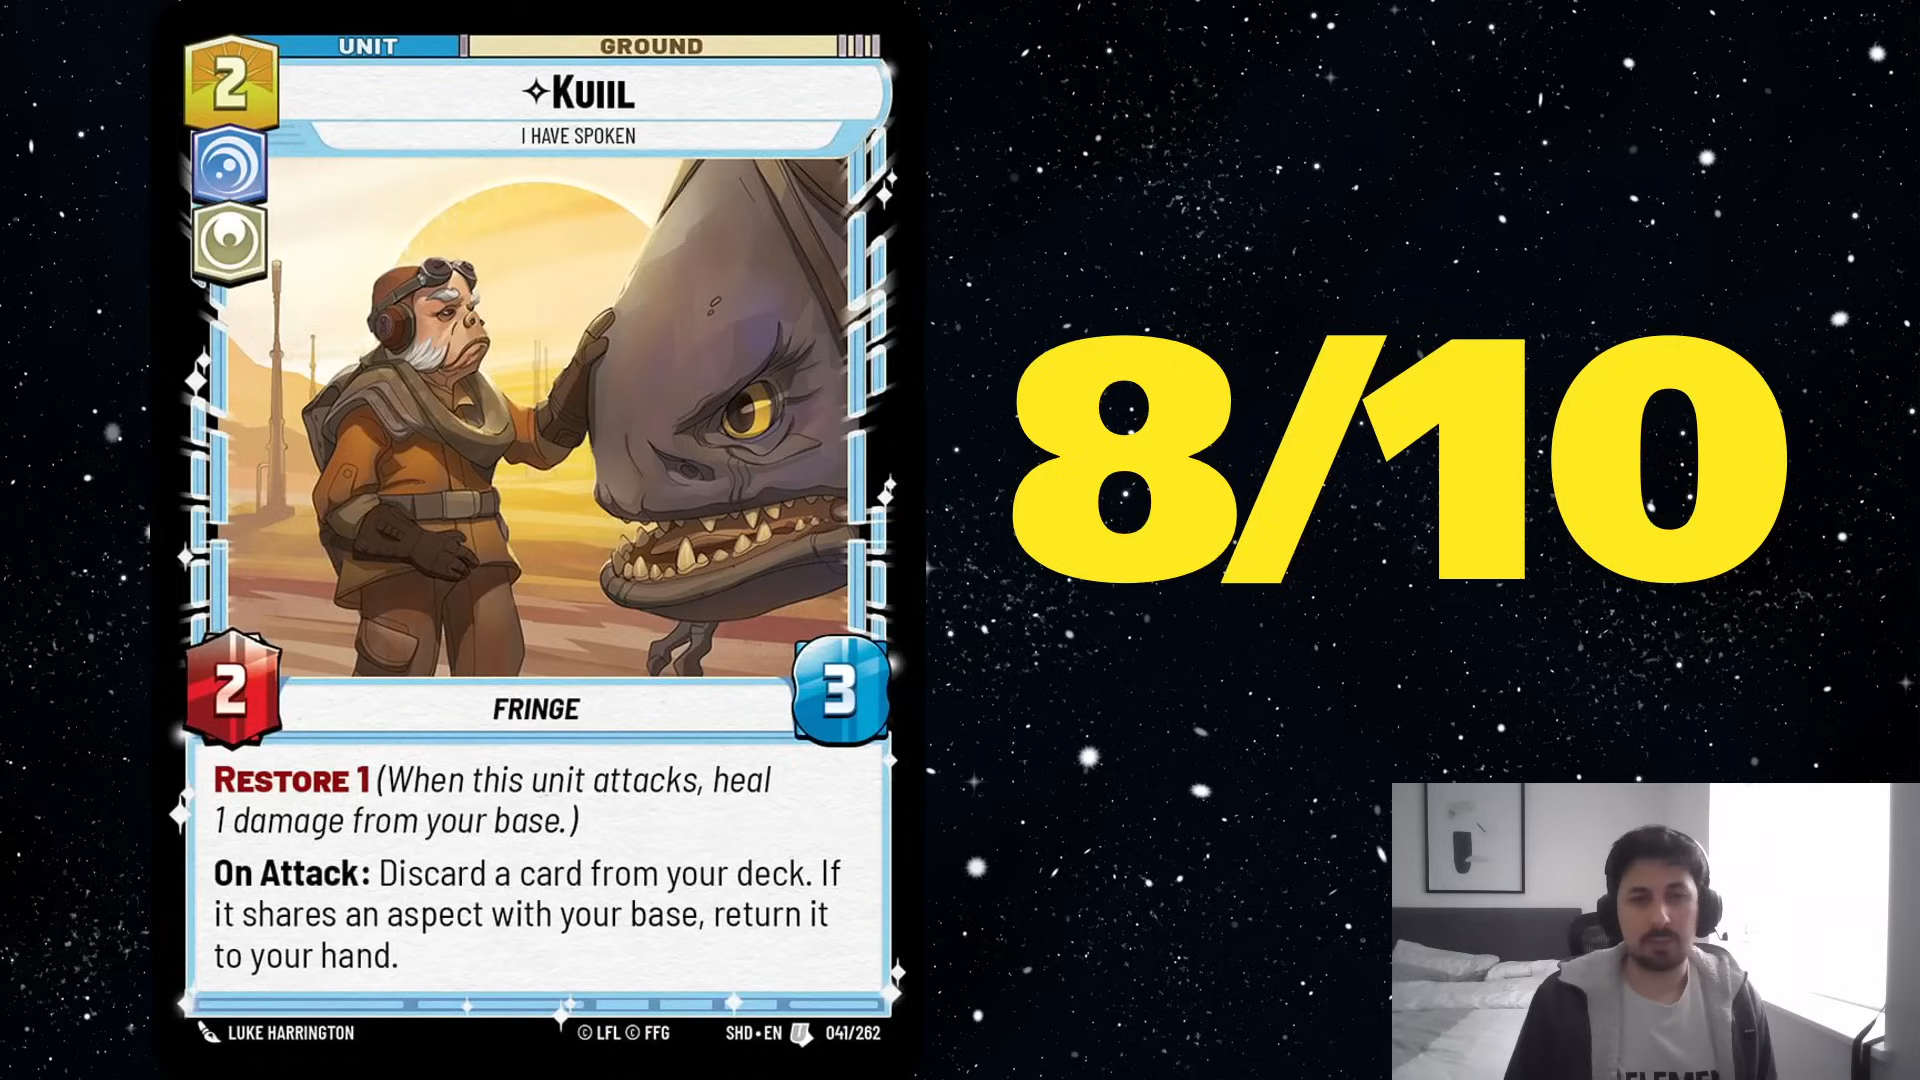 UNIT
GROUND
2
KUIIL
I HAVE SPOKEN
8/10
2
FRINGE
3
RESTORE 1 (When this unit attacks, heal
1 damage from your base.)
On Attack: Discard a card from your deck. If
it shares an aspect with your base, return it
to your hand.
LUKE HARRINGTON
© LFL © FFG
SHD • EN
U
041/262